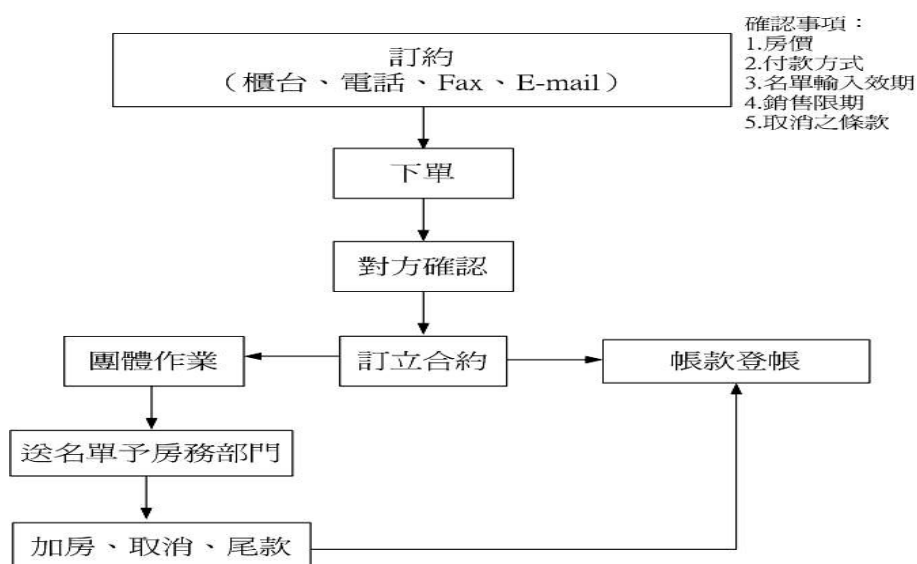 訂約
（櫃台、電話、Fax、E-mail）
確認事項：
1.房價
2.付款方式
3.名單輸入效期
4.銷售限期
5.取消之條款
下單
對方確認
團體作業
訂立合約
帳款登帳
送名單予房務部門
加房、取消、尾款